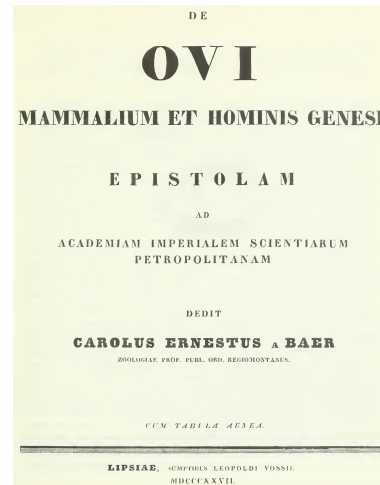 DE
OVI
MAMMALIUM ET HOMINIS GENESI
EPISTOLAM
AD
ACADEMIAM IMPERIALEM SCIENTIARUM
PETROPOLITANAM
DEDIT
CAROLUS ERNESTUS A BAER
ZOOLOGIAE PROF. PUBL. ORD. REGIOMONTANUS.
CUM TABULA AENEA.
LIPSIAE, SUMPTIBUS LEOPOLDI VOSSII.
MDCCCXXVII.